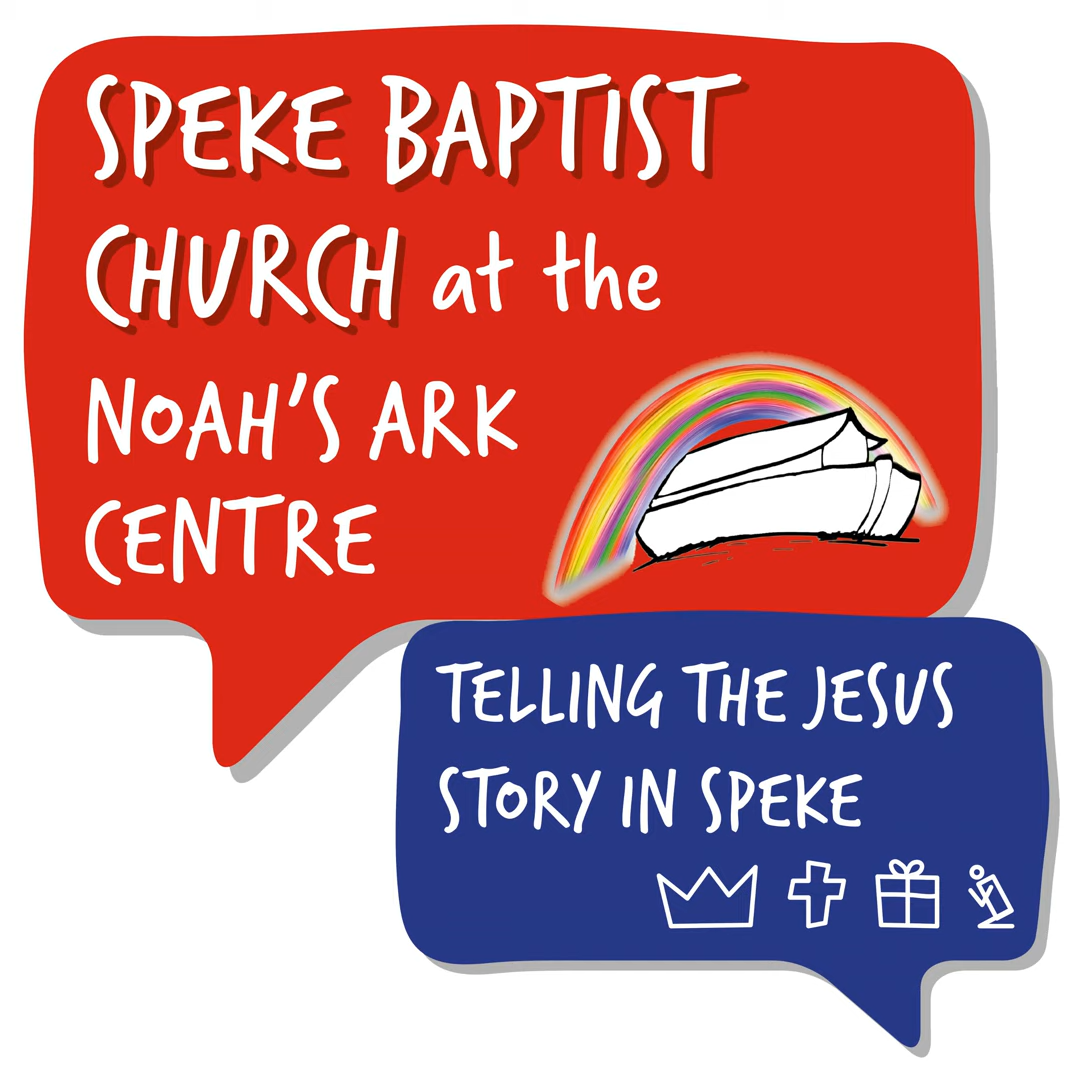 SPEKE BAPTIST
CHURCH at the
NOAH'S ARK
CENTRE
TELLING THE JESUS
STORY IN SPEKE